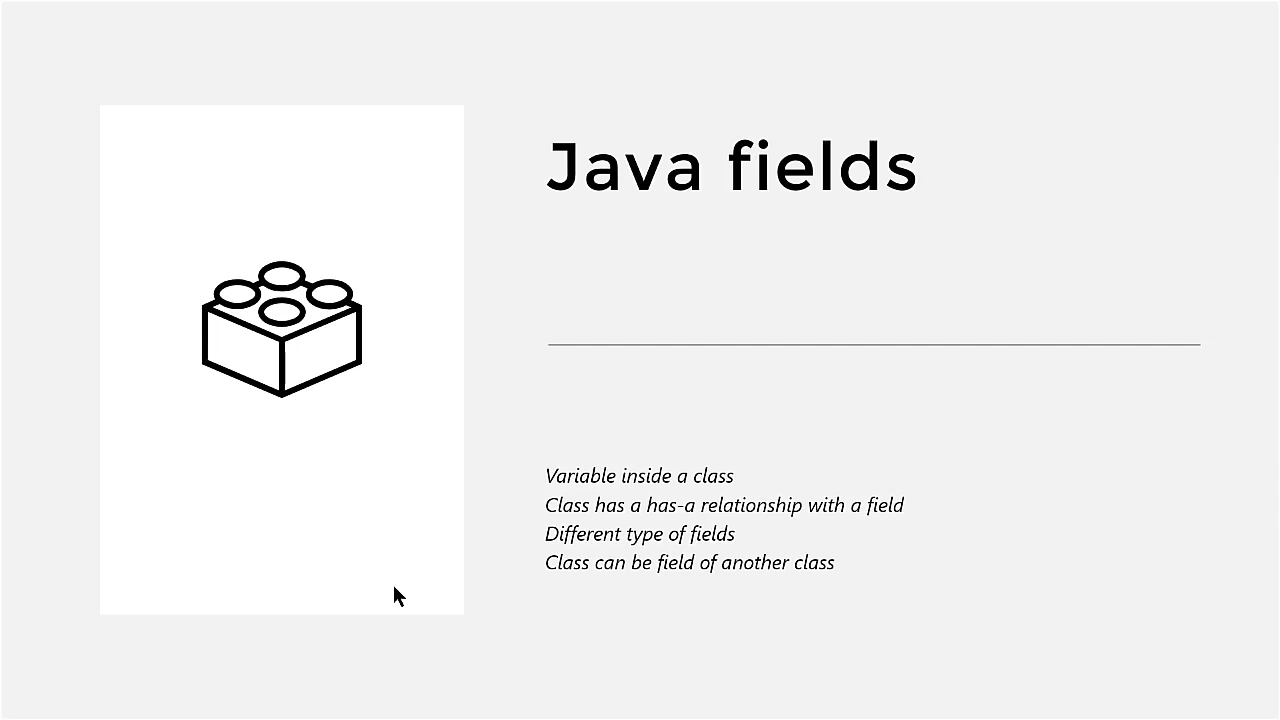 Java fields
Variable inside a class
Class has a has-a relationship with a field
Different type of fields
Class can be field of another class